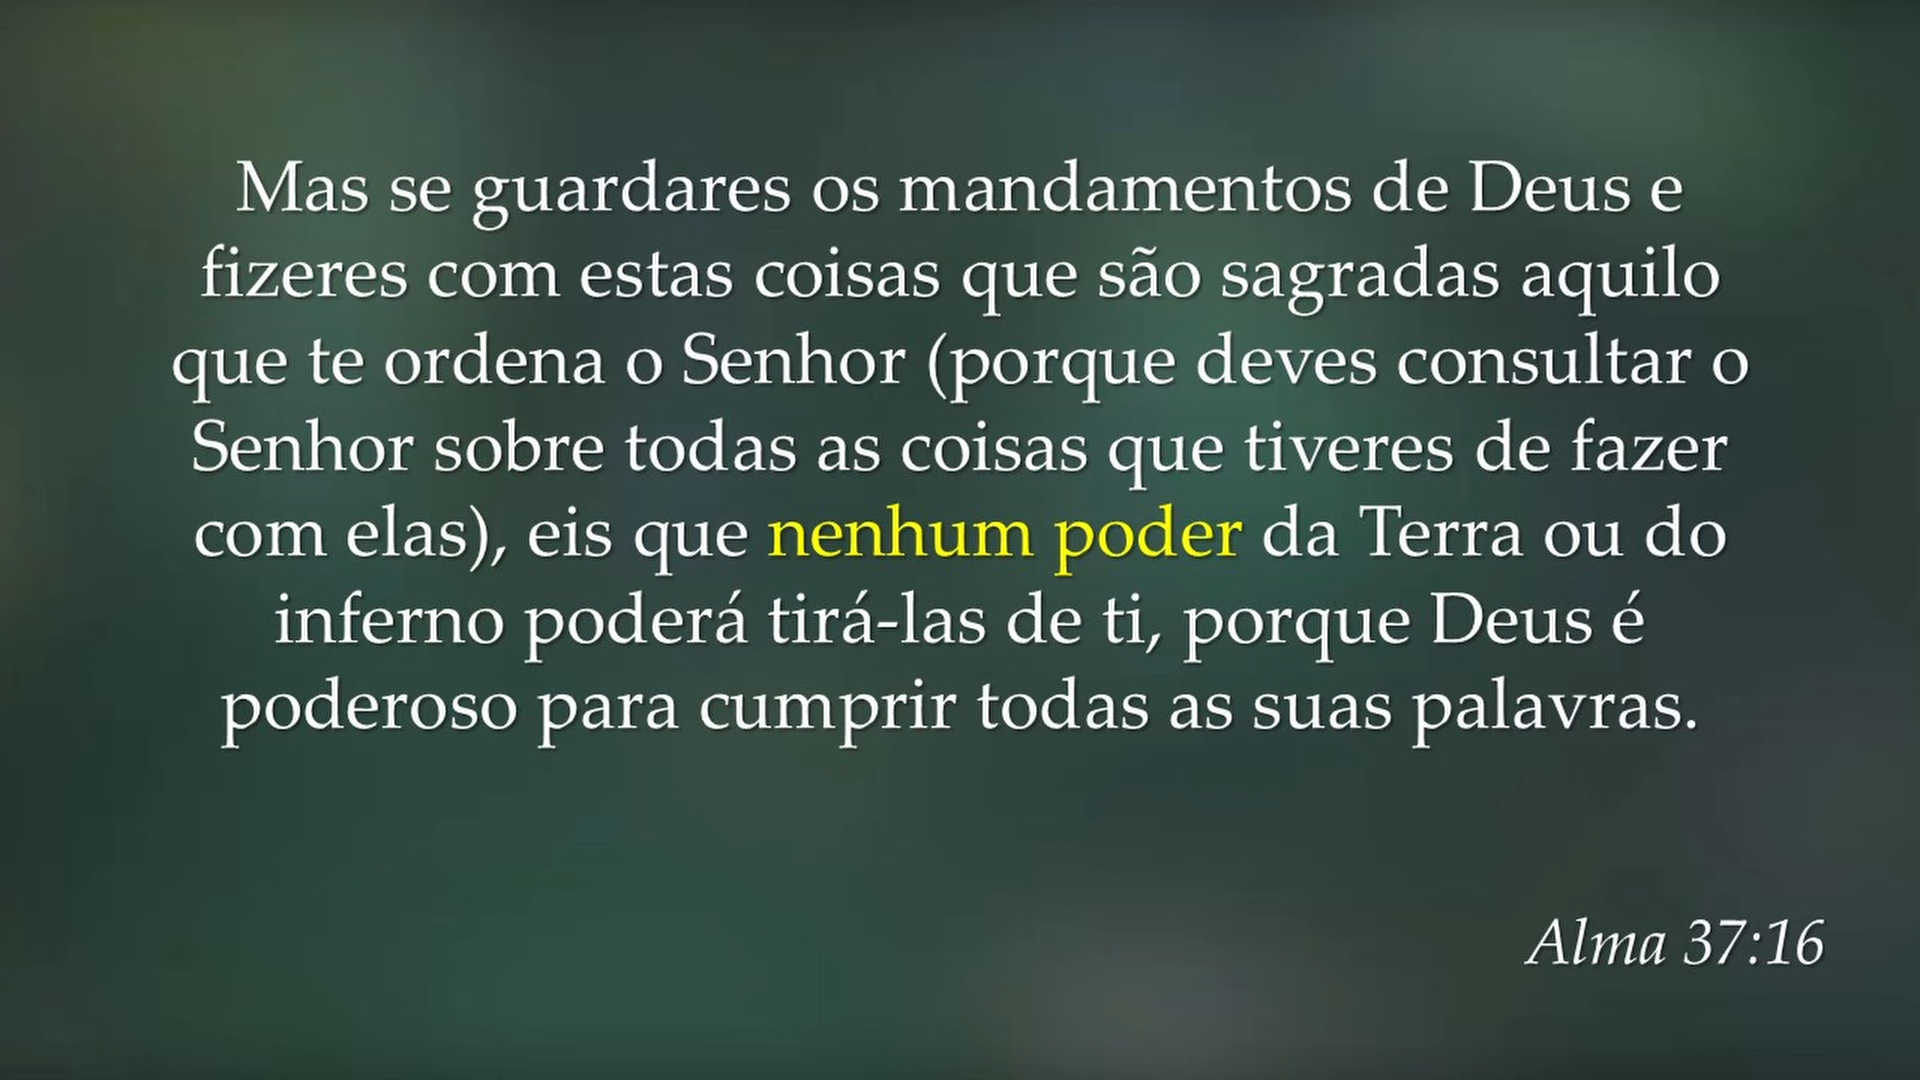 Mas se guardares os mandamentos de Deus e
fizeres com estas coisas que são sagradas aquilo
que te ordena o Senhor (porque deves consultar o
Senhor sobre todas as coisas que tiveres de fazer
com elas), eis que nenhum poder da Terra ou do
inferno poderá tirá-las de ti, porque Deus é
poderoso para cumprir todas as suas palavras.
Alma 37:16